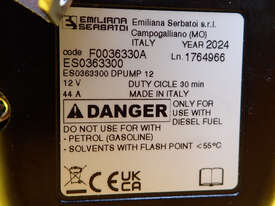 EMILIANA SERBATOI
Emiliana Serbatoi s.r.l.
Campogalliano (MO)
ITALY YEAR 2024
code F0036330A Ln. 1764966
ES0363300
ES0363300 DPUMP 12
12 V DUTY CYCLE 30 min
44 A MADE IN ITALY
DANGER
ONLY FOR
USE WITH
DIESEL FUEL
DO NOT USE WITH
- PETROL (GASOLINE)
- SOLVENTS WITH FLASH POINT <55°C
CE UK CA